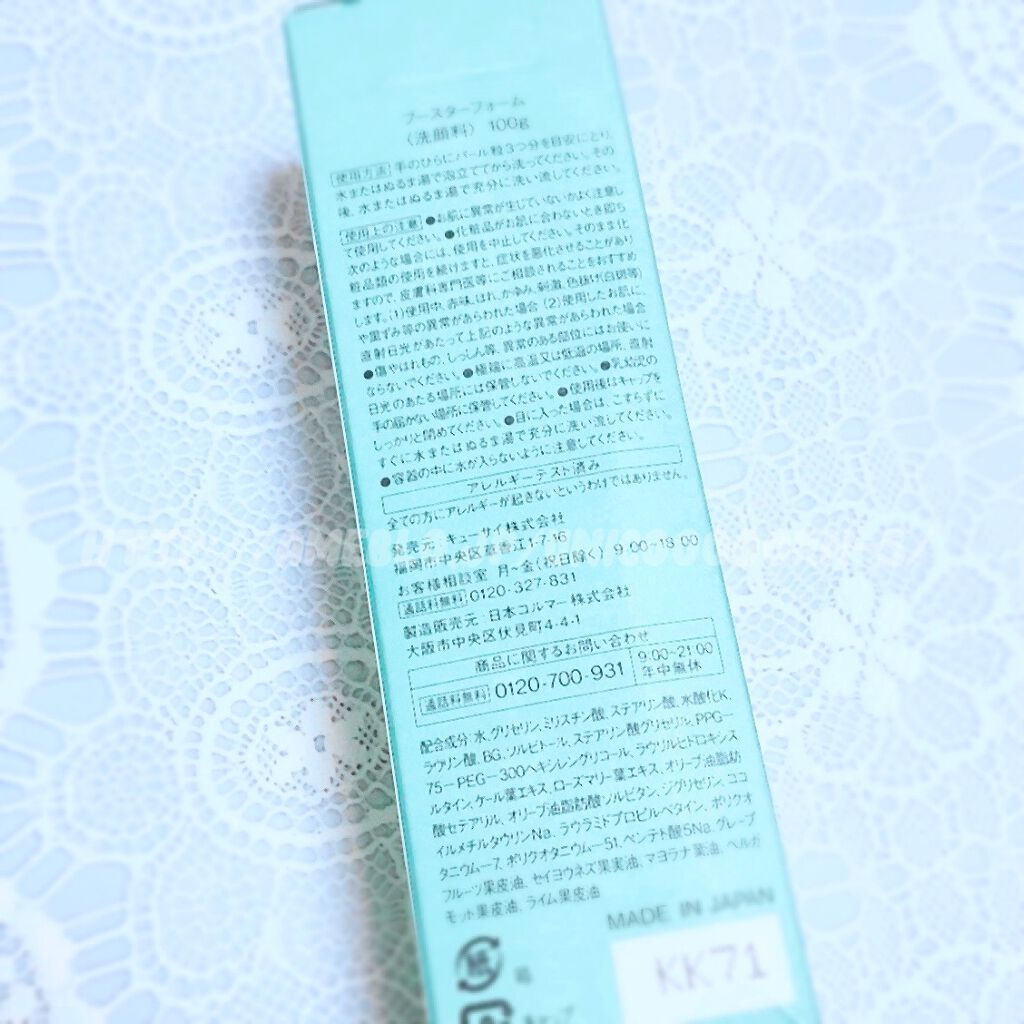 ブースターフォーム
(洗顔料) 100g
使用方法 手のひらにパール粒3つ分を目安にとり、
水またはぬるま湯で泡立ててから洗ってください。その
後、水またはぬるま湯で充分に洗い流してください。
使用上の注意 ●お肌に異常が生じていないかよく注意し
て使用してください。●化粧品がお肌に合わないとき即ち
次のような場合には、使用を中止してください。そのまま化
粧品類の使用を続けますと、症状を悪化させることがあり
ますので、皮膚科専門医等にご相談されることをおすすめ
します。(1)使用中、赤味、はれ、かゆみ、刺激、色抜け(白斑等)
や黒ずみ等の異常があらわれた場合 (2)使用したお肌に
直射日光があたって上記のような異常があらわれた場合
●傷やはれもの、しっしん等、異常のある部位にはお使いに
ならないでください。●極端に高温又は低温の場所、直射
日光のあたる場所には保管しないでください。●乳幼児の
手の届かない場所に保管してください。●使用後はキャップを
しっかりと閉めてください。●目に入った場合は、こすらずに
すぐに水またはぬるま湯で充分に洗い流してください。
●容器の中に水が入らないように注意してください。
アレルギーテスト済み
全ての方にアレルギーが起きないというわけではありません。
発売元:キューサイ株式会社
福岡市中央区草香江1-7-16
お客様相談室 月~金(祝日除く) 9:00~18:00
通話料無料 0120-327-831
製造販売元:日本コルマー株式会社
大阪市中央区伏見町4-4-1
商品に関するお問い合わせ
通話料無料 0120-700-931 9:00~21:00
年中無休
配合成分:水、グリセリン、ミリスチン酸、ステアリン酸、水酸化K、
ラウリン酸、BG、ソルビトール、ステアリン酸グリセリル、PPG-
75-PEG-300ヘキシレングリコール、ラウリルヒドロキシス
ルタイン、ケール葉エキス、ローズマリー葉エキス、オリーブ油脂肪
酸セテアリル、オリーブ油脂肪酸ソルビタン、ジグリセリン、ココ
イルメチルタウリンNa、ラウラミドプロピルベタイン、ポリクオ
タニウム-7、ポリクオタニウム-51、ペンテト酸5Na、グレープ
フルーツ果皮油、セイヨウネズ果実油、マヨラナ葉油、ベルガ
モット果皮油、ライム果皮油
MADE IN JAPAN
KK71
紙 箱
キャップ